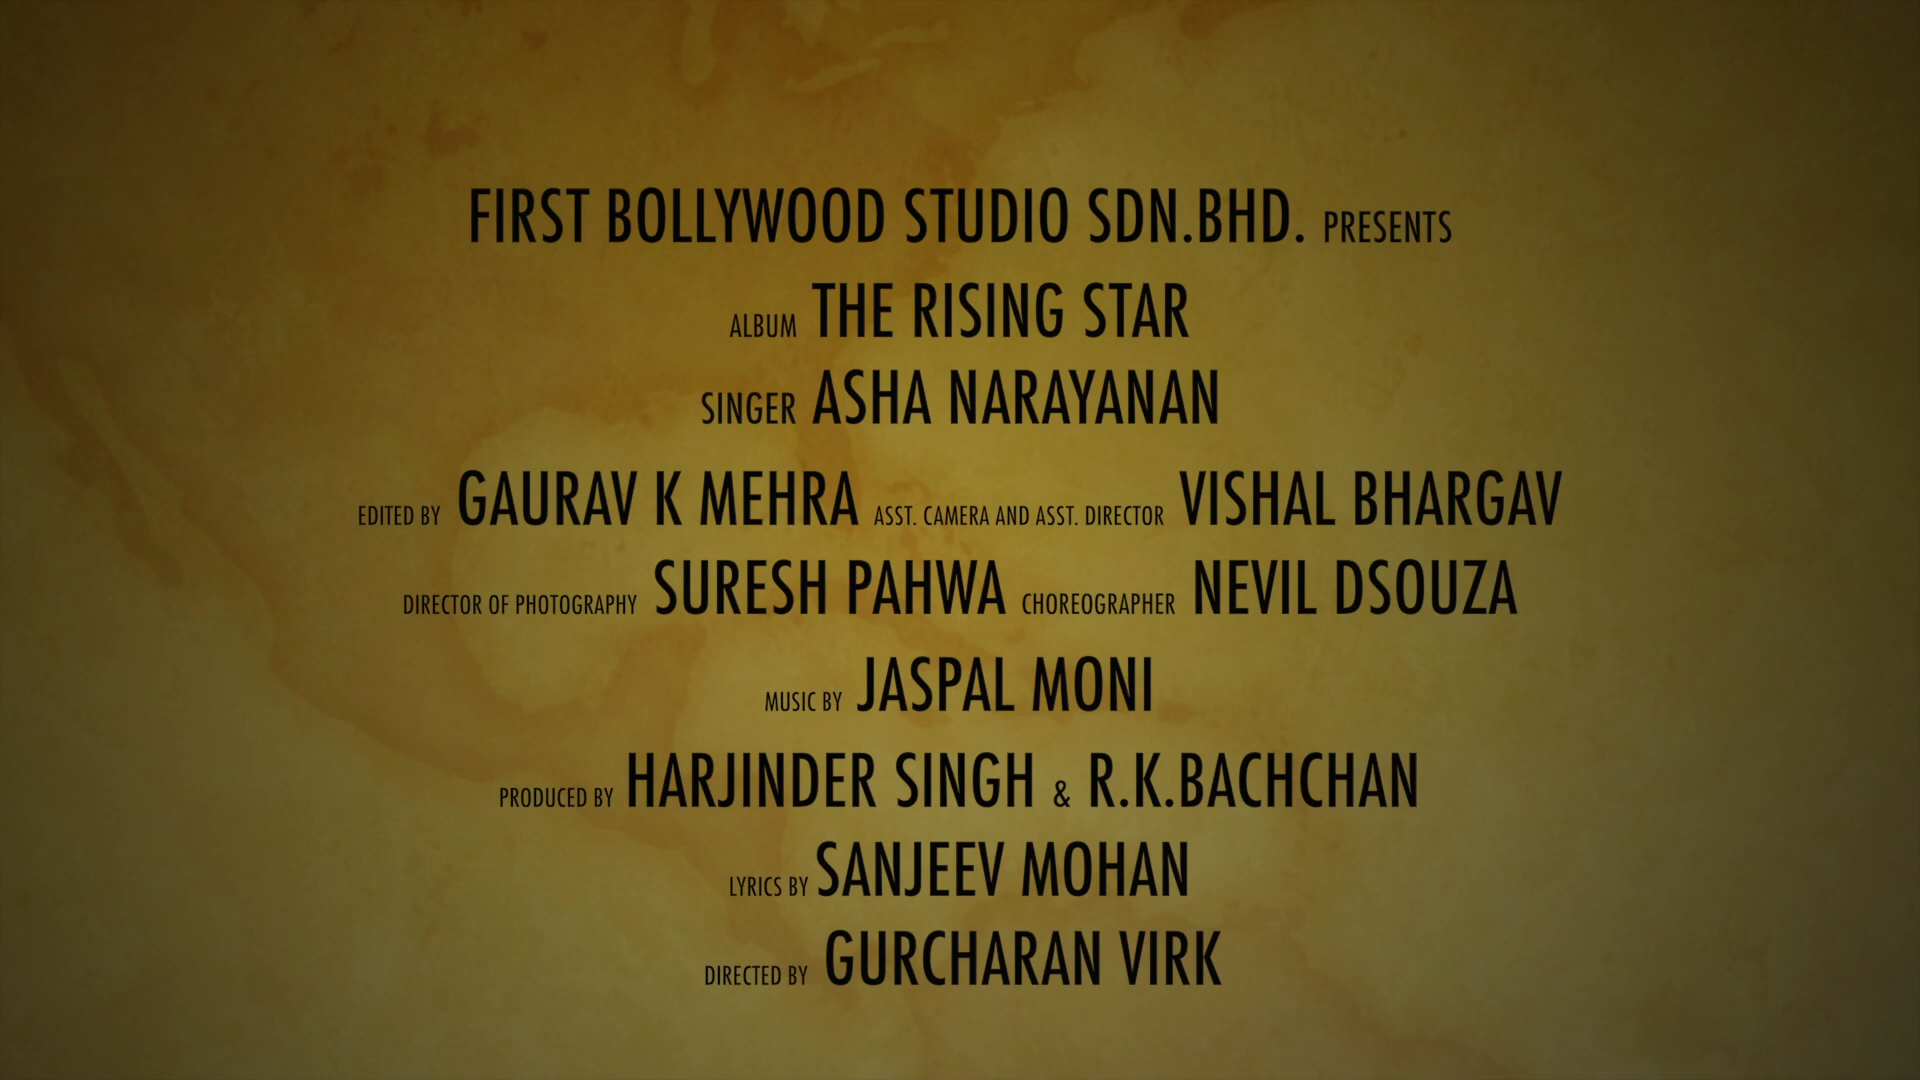 FIRST BOLLYWOOD STUDIO SDN.BHD. PRESENTS
ALBUM THE RISING STAR
SINGER ASHA NARAYANAN
EDITED BY GAURAV K MEHRA ASST. CAMERA AND ASST. DIRECTOR VISHAL BHARGAV
DIRECTOR OF PHOTOGRAPHY SURESH PAHWA CHOREOGRAPHER NEVIL DSOUZA
MUSIC BY JASPAL MONI
PRODUCED BY HARJINDER SINGH & R.K.BACHCHAN
LYRICS BY SANJEEV MOHAN
DIRECTED BY GURCHARAN VIRK